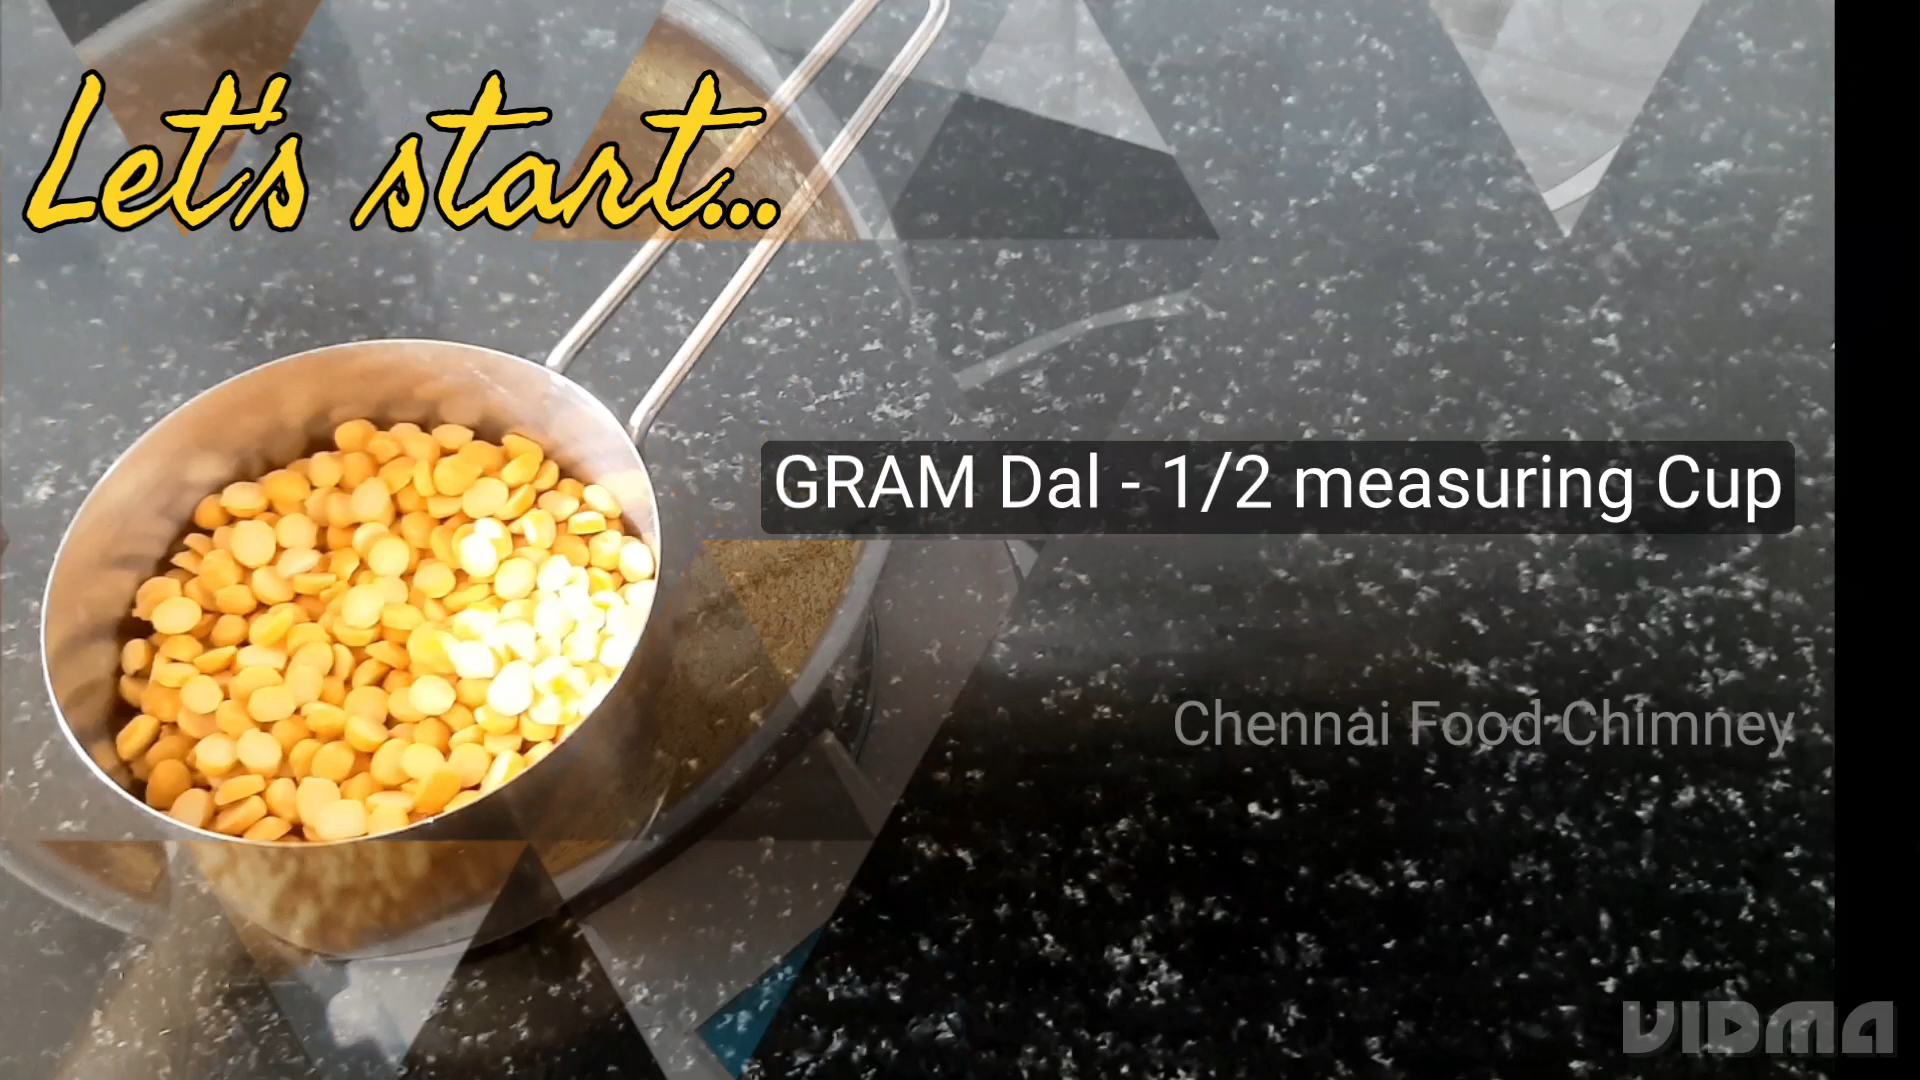 Let's start...
GRAM Dal - 1/2 measuring Cup
Chennai Food Chimney
VIDMA